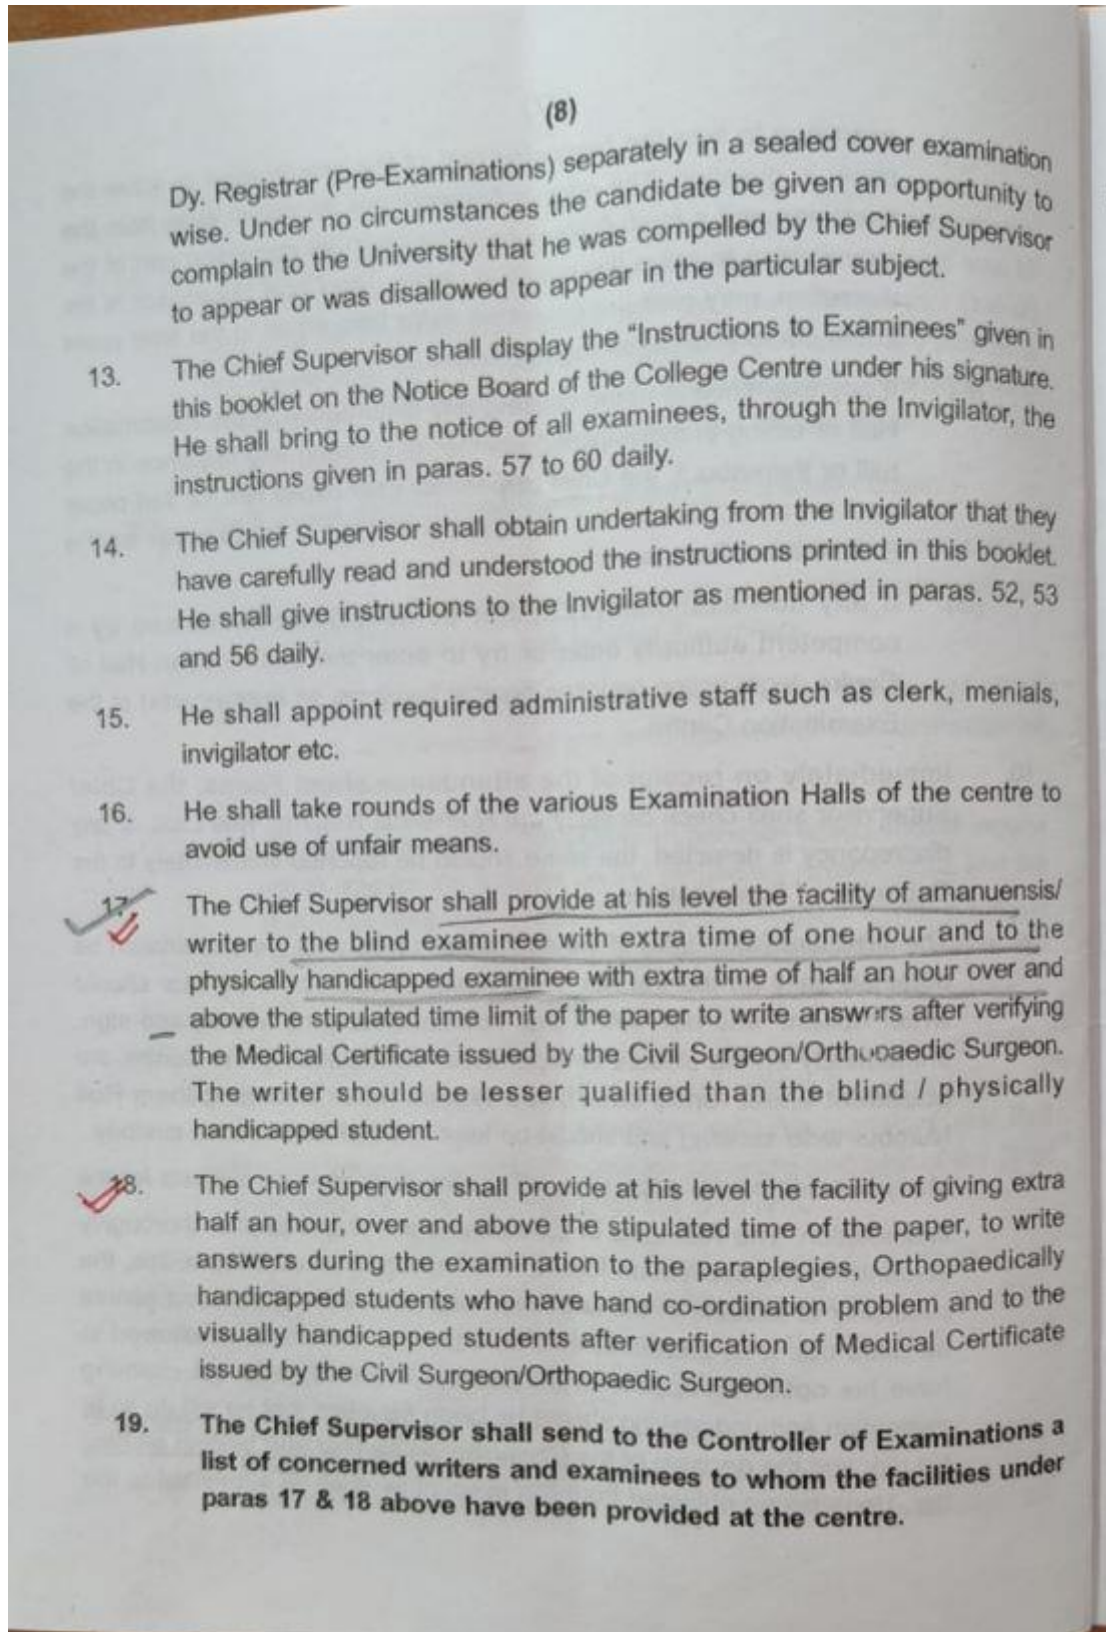 (8)
Dy. Registrar (Pre-Examinations) separately in a sealed cover examination
wise. Under no circumstances the candidate be given an opportunity to
complain to the University that he was compelled by the Chief Supervisor
to appear or was disallowed to appear in the particular subject.
13. The Chief Supervisor shall display the “Instructions to Examinees” given in
this booklet on the Notice Board of the College Centre under his signature.
He shall bring to the notice of all examinees, through the Invigilator, the
instructions given in paras. 57 to 60 daily.
14. The Chief Supervisor shall obtain undertaking from the Invigilator that they
have carefully read and understood the instructions printed in this booklet.
He shall give instructions to the Invigilator as mentioned in paras. 52, 53
and 56 daily.
15. He shall appoint required administrative staff such as clerk, menials,
invigilator etc.
16. He shall take rounds of the various Examination Halls of the centre to
avoid use of unfair means.
17. The Chief Supervisor shall provide at his level the facility of amanuensis/
writer to the blind examinee with extra time of one hour and to the
physically handicapped examinee with extra time of half an hour over and
above the stipulated time limit of the paper to write answers after verifying
the Medical Certificate issued by the Civil Surgeon/Orthopaedic Surgeon.
The writer should be lesser qualified than the blind / physically
handicapped student.
18. The Chief Supervisor shall provide at his level the facility of giving extra
half an hour, over and above the stipulated time of the paper, to write
answers during the examination to the paraplegies, Orthopaedically
handicapped students who have hand co-ordination problem and to the
visually handicapped students after verification of Medical Certificate
issued by the Civil Surgeon/Orthopaedic Surgeon.
19. The Chief Supervisor shall send to the Controller of Examinations a
list of concerned writers and examinees to whom the facilities under
paras 17 & 18 above have been provided at the centre.